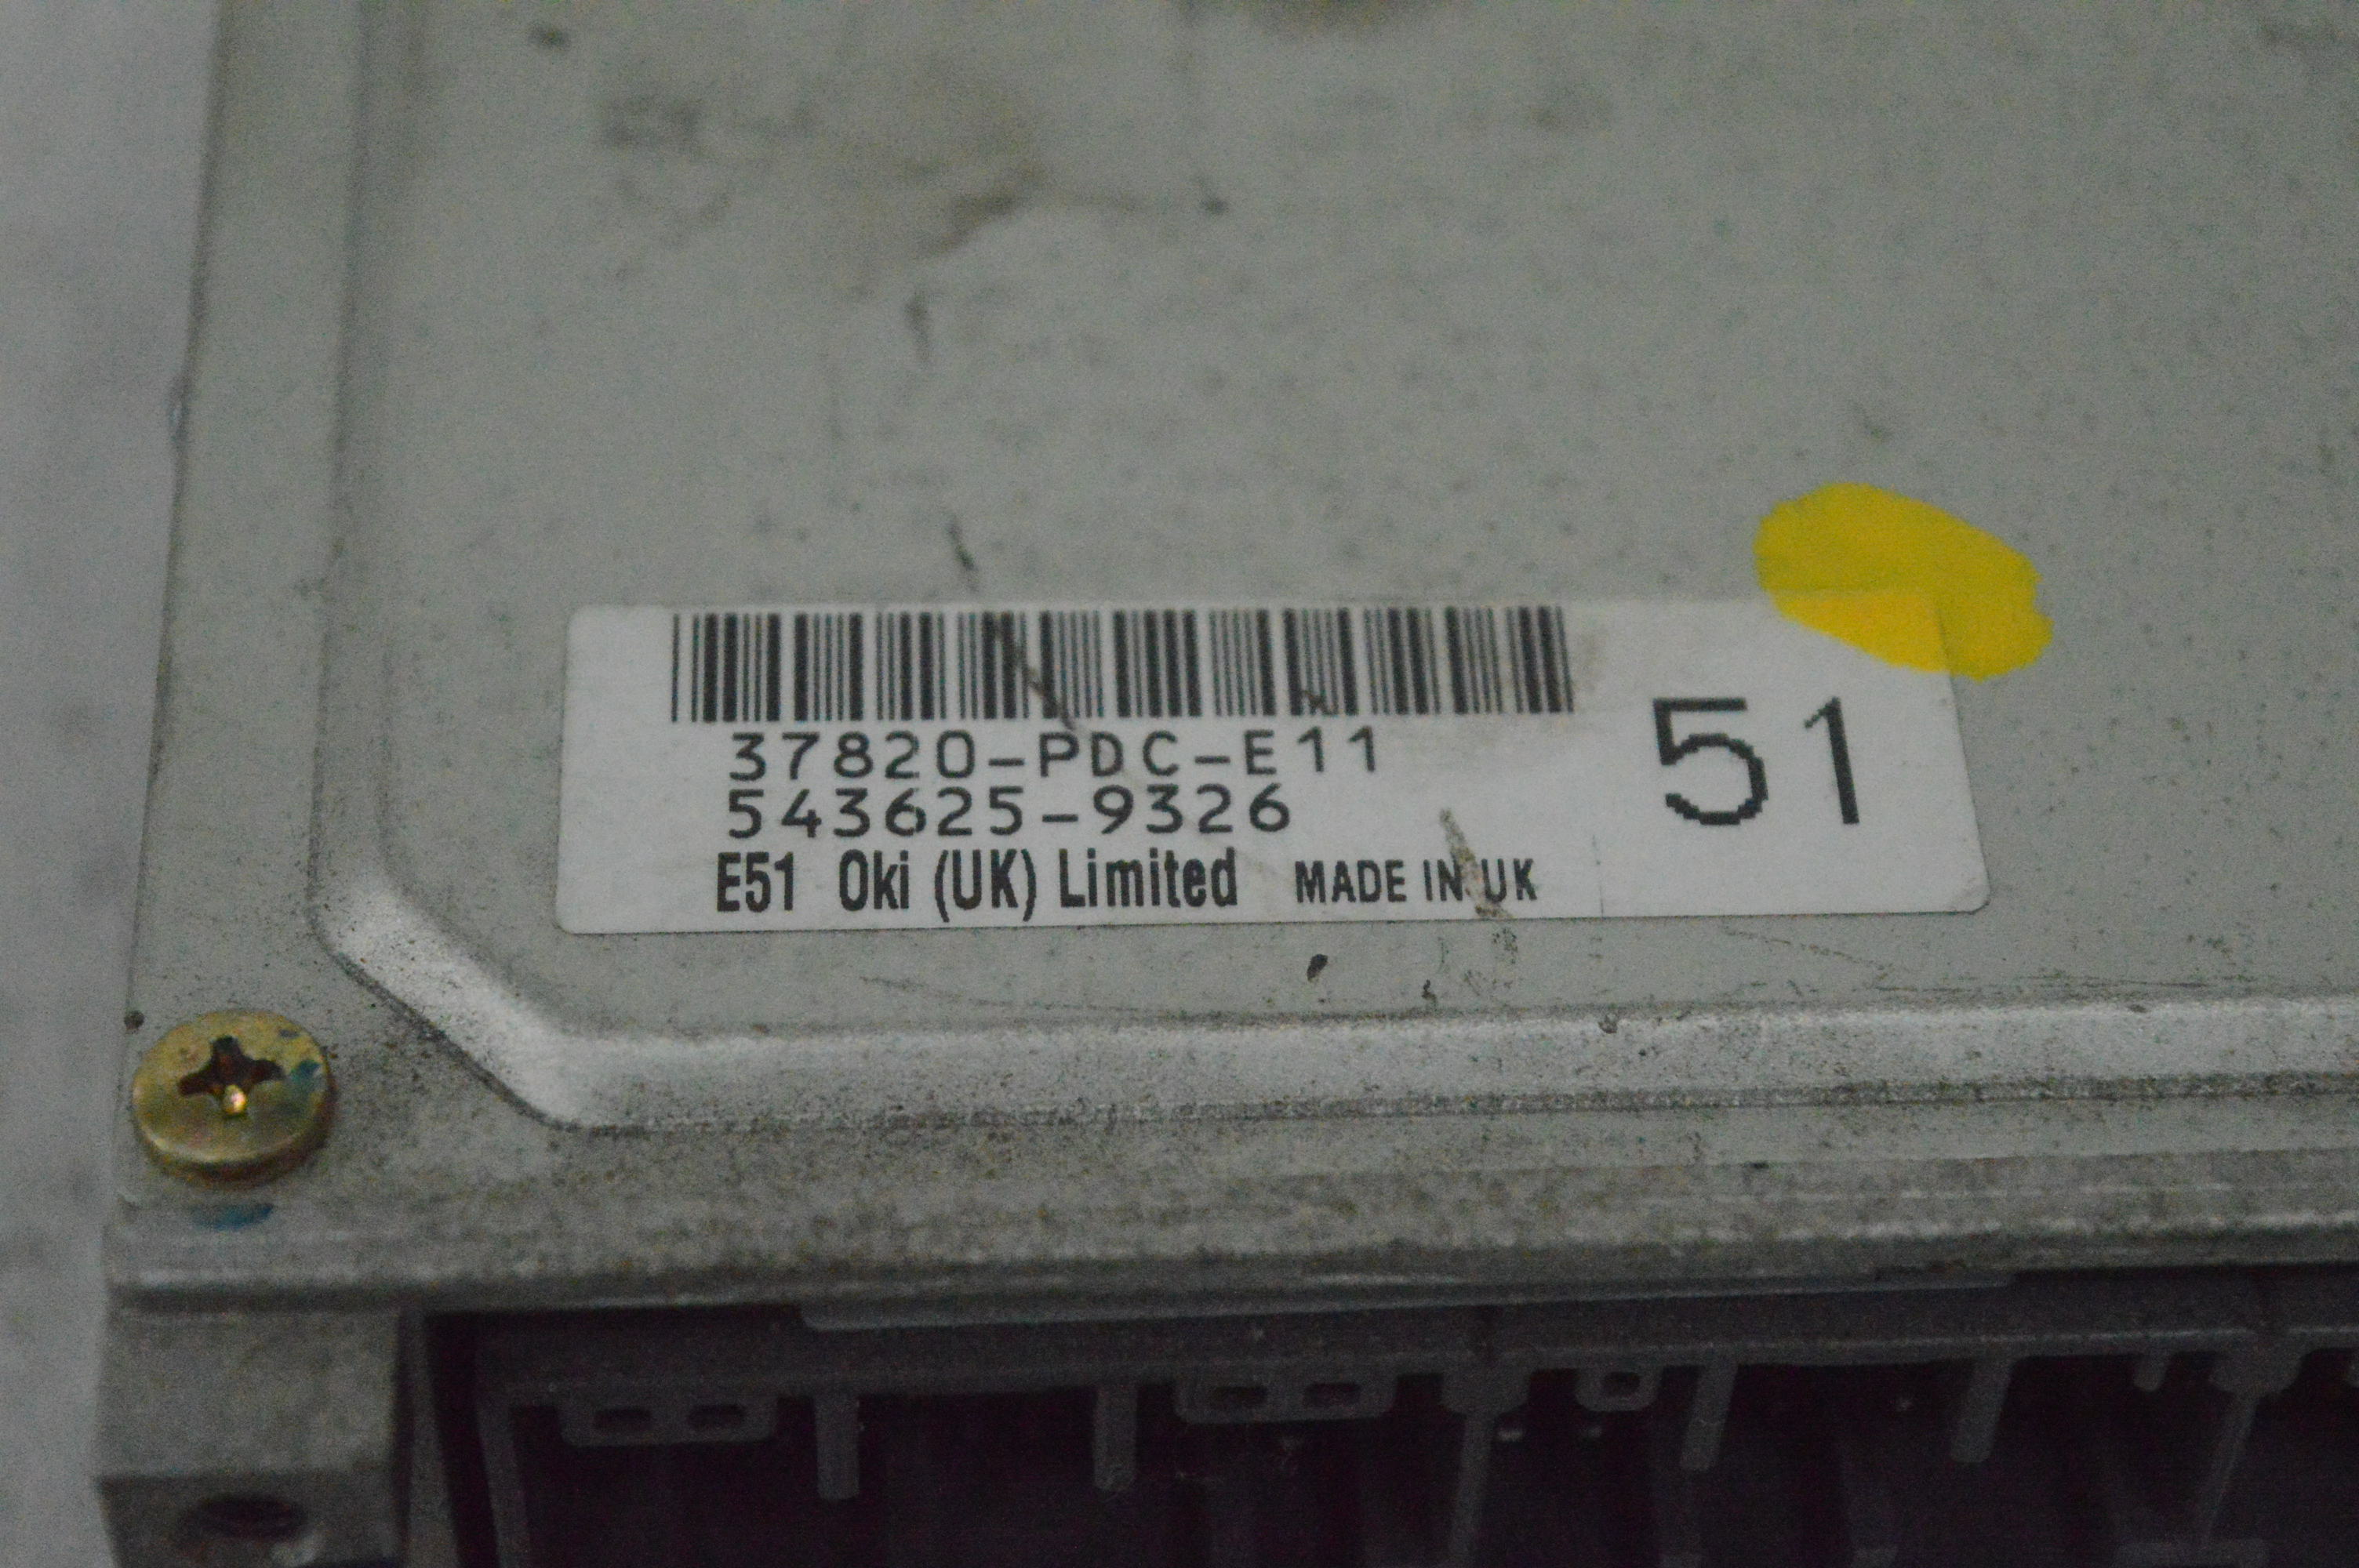 37820-PDC-E11
543625-9326
E51 Oki (UK) Limited MADE IN UK
51